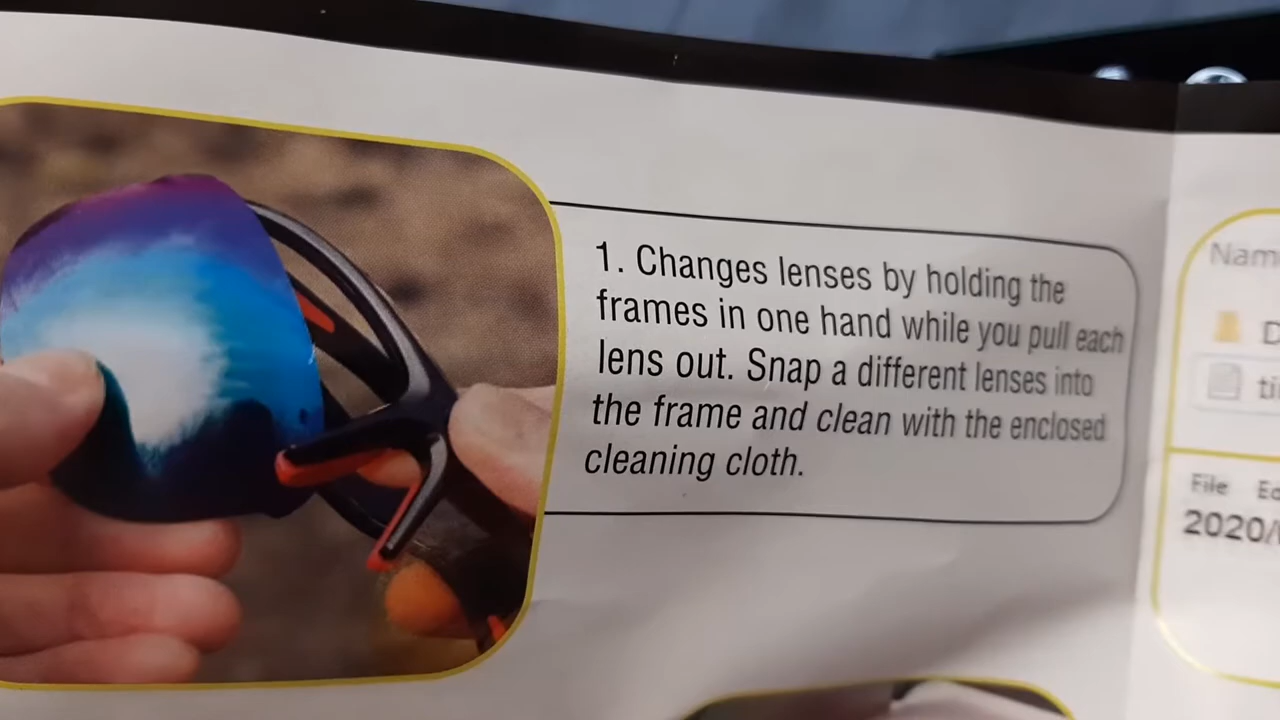 1. Changes lenses by holding the
frames in one hand while you pull each
lens out. Snap a different lenses into
the frame and clean with the enclosed
cleaning cloth.
File
2020/